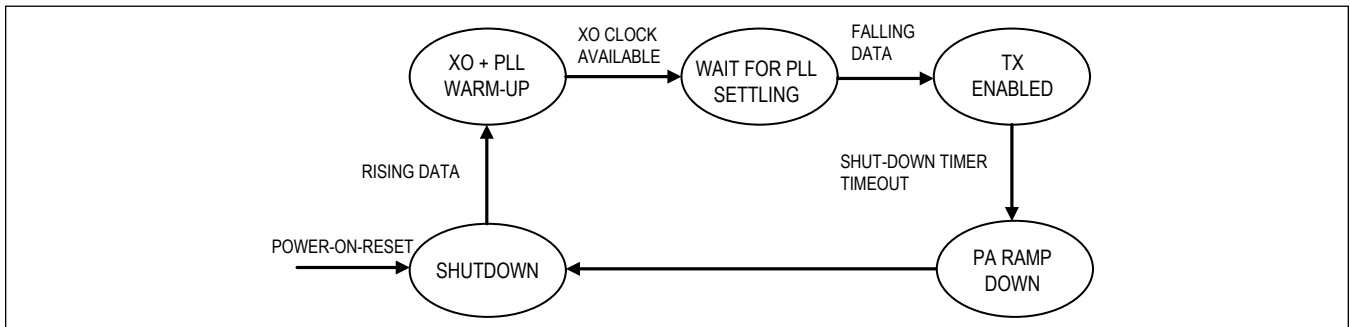 XO + PLL
WARM-UP
XO CLOCK
AVAILABLE
WAIT FOR PLL
SETTLING
FALLING
DATA
TX
ENABLED
RISING DATA
SHUT-DOWN TIMER
TIMEOUT
POWER-ON-RESET
SHUTDOWN
PA RAMP
DOWN